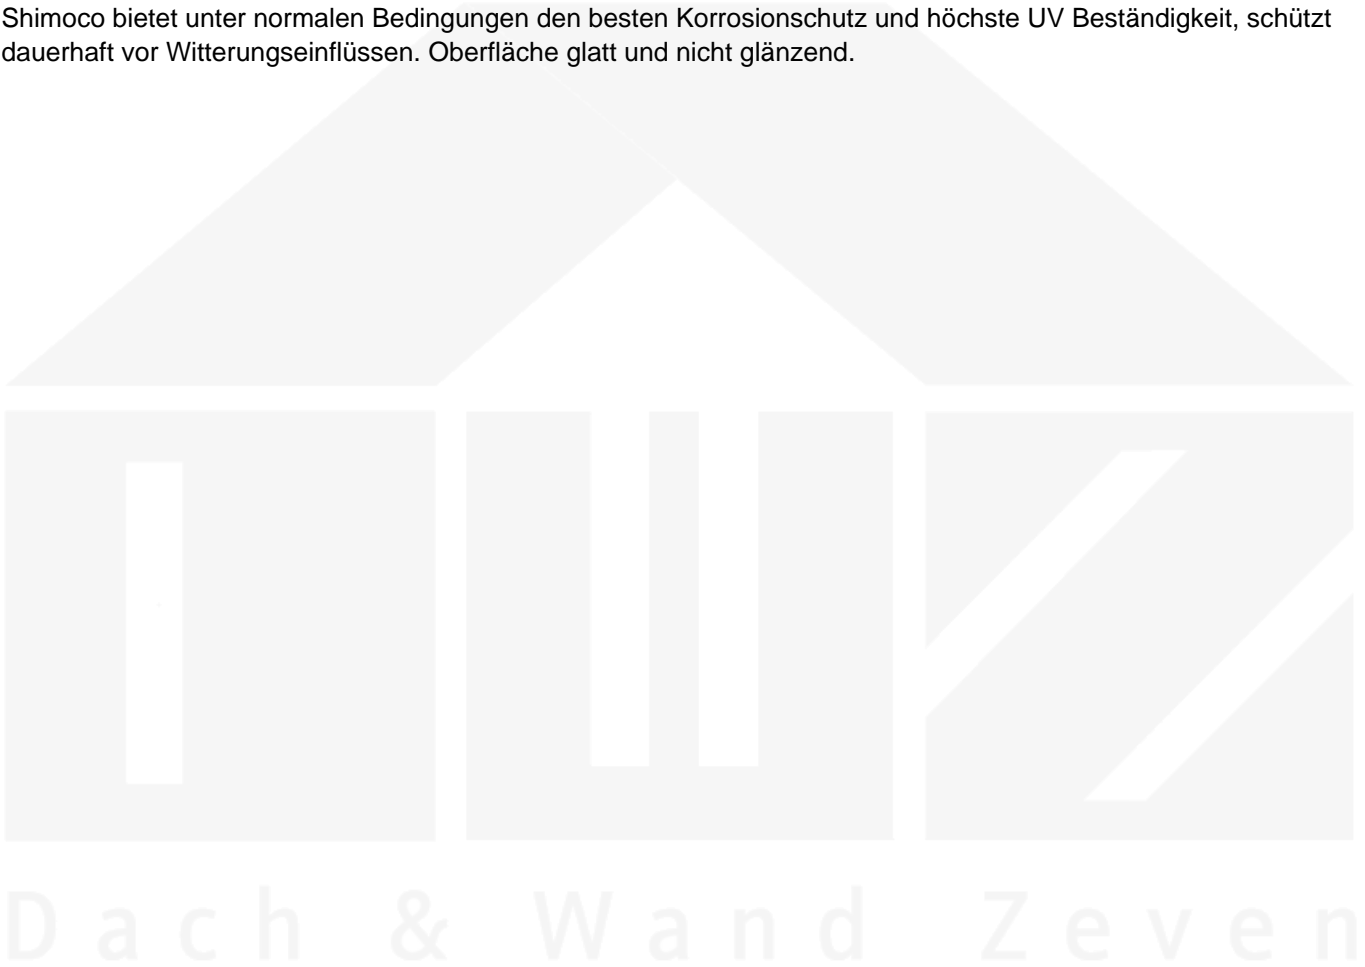 Shimoco bietet unter normalen Bedingungen den besten Korrosionschutz und höchste UV Beständigkeit, schützt
dauerhaft vor Witterungseinflüssen. Oberfläche glatt und nicht glänzend.
Dach & Wand Zeven